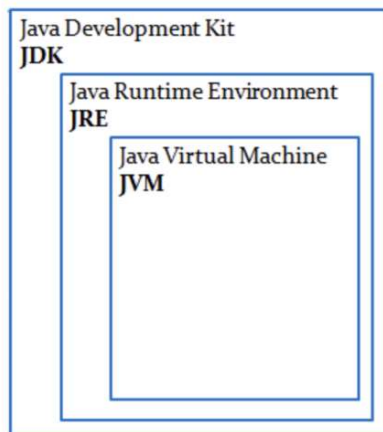 Java Development Kit
JDK
Java Runtime Environment
JRE
Java Virtual Machine
JVM